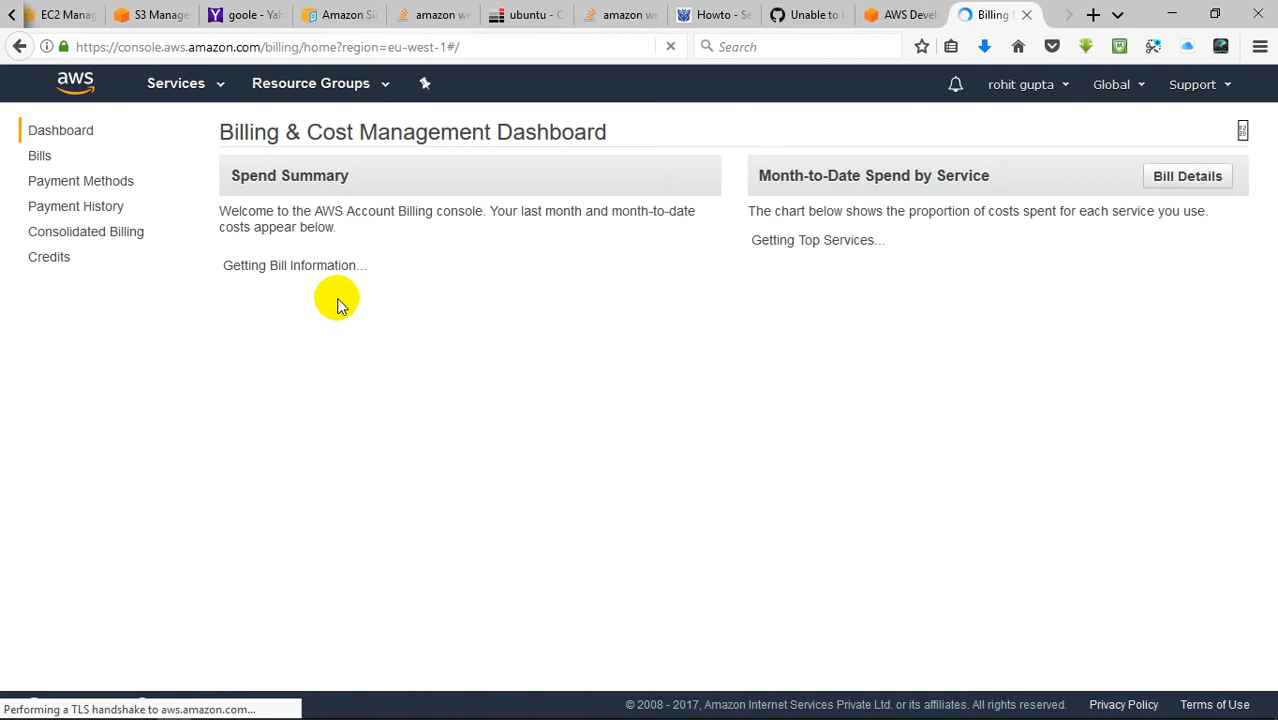 EC2 Manag
S3 Manage
goole - Yah
Amazon Si
amazon we
ubuntu - C
amazon we
Howto - Se
Unable to l
AWS Devel
Billing
https://console.aws.amazon.com/billing/home?region=eu-west-1#/
Search
aws
Services
Resource Groups
rohit gupta
Global
Support
Dashboard
Bills
Payment Methods
Payment History
Consolidated Billing
Credits
Billing & Cost Management Dashboard
Spend Summary
Welcome to the AWS Account Billing console. Your last month and month-to-date
costs appear below.
Getting Bill Information...
Month-to-Date Spend by Service
Bill Details
The chart below shows the proportion of costs spent for each service you use.
Getting Top Services...
Performing a TLS handshake to aws.amazon.com...
© 2008 - 2017, Amazon Internet Services Private Ltd. or its affiliates. All rights reserved.
Privacy Policy
Terms of Use